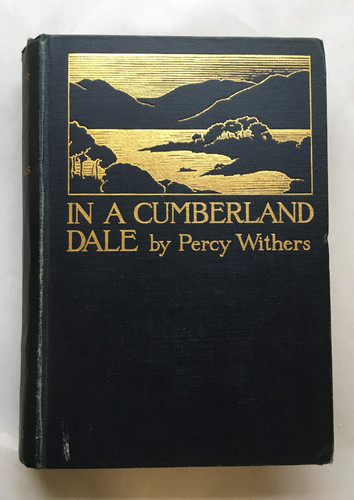 IN A CUMBERLAND
DALE by Percy Withers